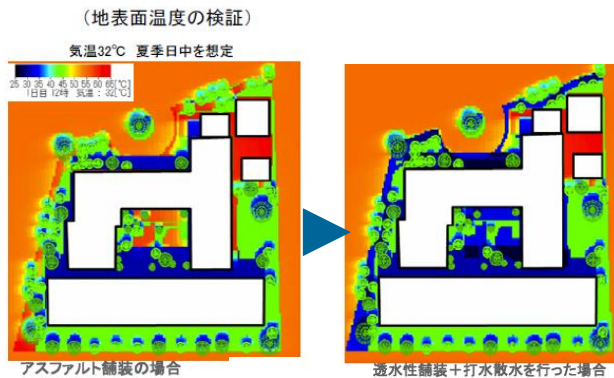 （地表面温度の検証）
気温32℃ 夏季日中を想定
25 30 35 40 45 50 55 60 65[℃]
1日目 12時 気温：32[℃]
アスファルト舗装の場合
透水性舗装＋打水散水を行った場合